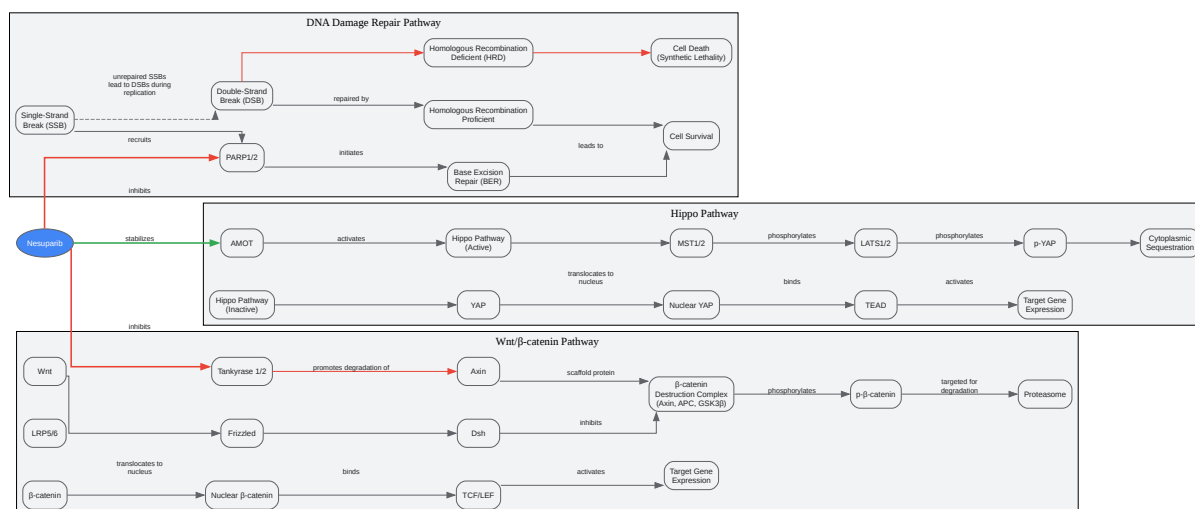 DNA Damage Repair Pathway
Homologous Recombination
Deficient (HRD)
Cell Death
(Synthetic Lethality)
unrepaired SSBs
lead to DSBs during
replication
Double-Strand
Break (DSB)
repaired by
Homologous Recombination
Proficient
Single-Strand
Break (SSB)
recruits
PARP1/2
initiates
leads to
Cell Survival
Base Excision
Repair (BER)
inhibits
Hippo Pathway
Nesuparib
stabilizes
AMOT
activates
Hippo Pathway
(Active)
MST1/2
phosphorylates
LATS1/2
phosphorylates
p-YAP
Cytoplasmic
Sequestration
Hippo Pathway
(Inactive)
YAP
translocates to
nucleus
Nuclear YAP
binds
TEAD
activates
Target Gene
Expression
inhibits
Wnt/β-catenin Pathway
Wnt
Tankyrase 1/2
promotes degradation of
Axin
scaffold protein
β-catenin
Destruction Complex
(Axin, APC, GSK3β)
phosphorylates
p-β-catenin
targeted for
degradation
Proteasome
LRP5/6
Frizzled
Dsh
inhibits
β-catenin
translocates to
nucleus
Nuclear β-catenin
binds
TCF/LEF
activates
Target Gene
Expression